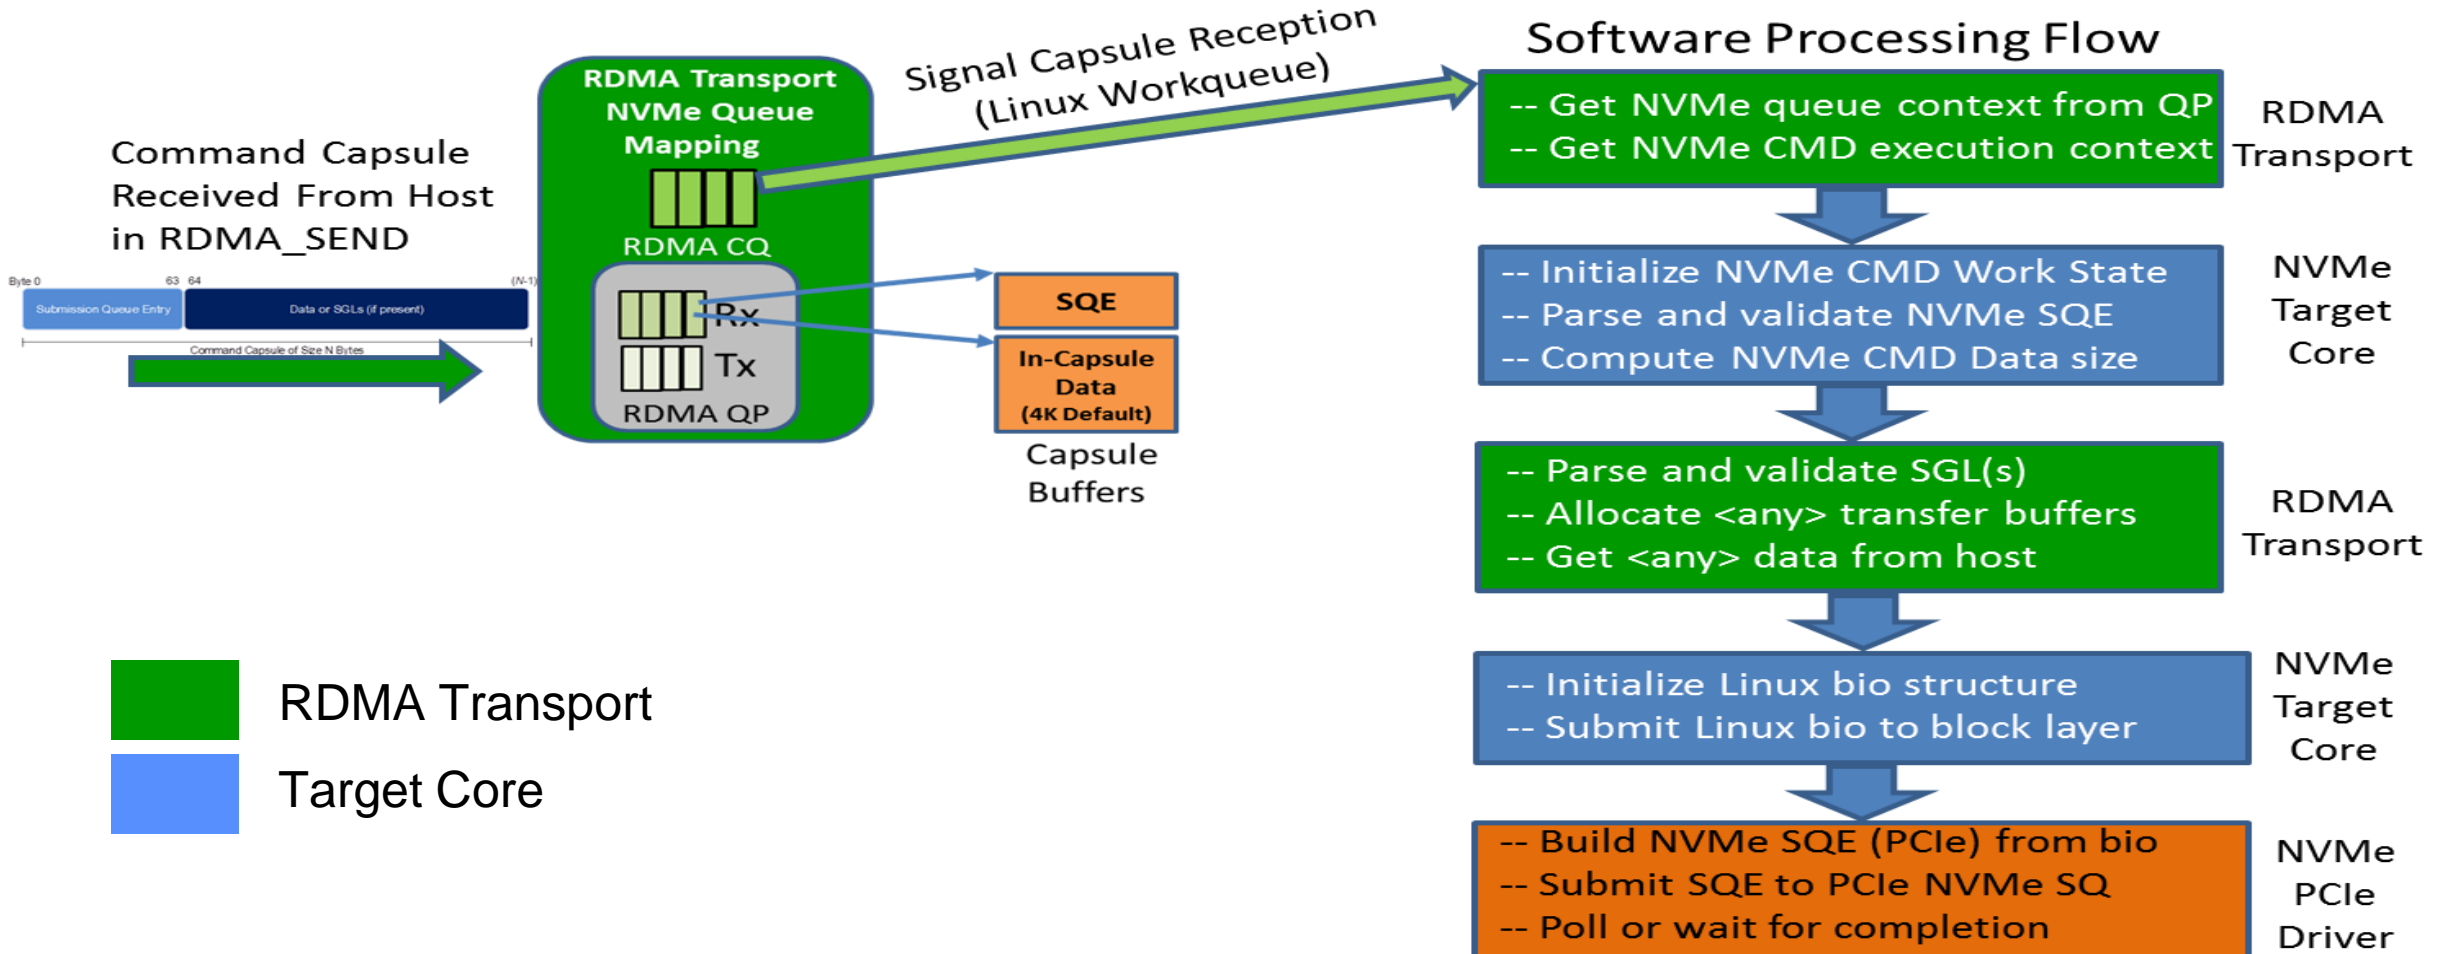 Software Processing Flow
Signal Capsule Reception
(Linux Workqueue)
RDMA Transport
NVMe Queue
Mapping
RDMA CQ
Rx
Tx
RDMA QP
Command Capsule
Received From Host
in RDMA_SEND
Byte 0
63
64
(N-1)
Submission Queue Entry
Data or SGLs (if present)
Command Capsule of Size N Bytes
SQE
In-Capsule
Data
(4K Default)
Capsule
Buffers
-- Get NVMe queue context from QP
-- Get NVMe CMD execution context
RDMA
Transport
-- Initialize NVMe CMD Work State
-- Parse and validate NVMe SQE
-- Compute NVMe CMD Data size
NVMe
Target
Core
-- Parse and validate SGL(s)
-- Allocate <any> transfer buffers
-- Get <any> data from host
RDMA
Transport
-- Initialize Linux bio structure
-- Submit Linux bio to block layer
NVMe
Target
Core
-- Build NVMe SQE (PCIe) from bio
-- Submit SQE to PCIe NVMe SQ
-- Poll or wait for completion
NVMe
PCIe
Driver
RDMA Transport
Target Core